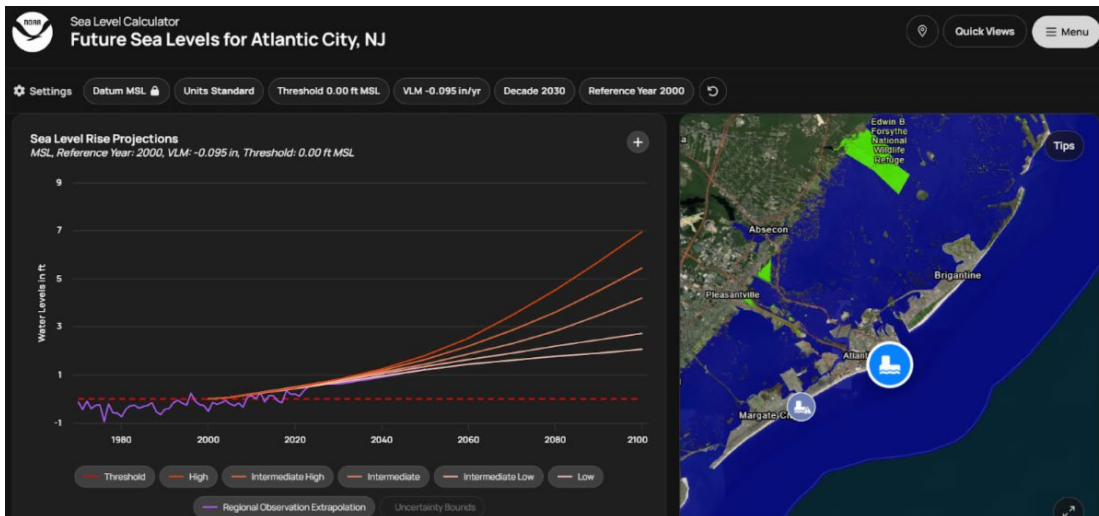 NOAA
Sea Level Calculator
Future Sea Levels for Atlantic City, NJ
Quick Views
Menu
Settings
Datum MSL
Units Standard
Threshold 0.00 ft MSL
VLM -0.095 in/yr
Decade 2030
Reference Year 2000
Sea Level Rise Projections
MSL, Reference Year: 2000, VLM: -0.095 in, Threshold: 0.00 ft MSL
+
9
7
5
3
1
-1
Water Levels in ft
1980
2000
2020
2040
2060
2080
2100
Threshold
High
Intermediate High
Intermediate
Intermediate Low
Low
Regional Observation Extrapolation
Uncertainty Bounds
Edwin B.
Forsythe
National
Wildlife
Refuge
Tips
Absecon
Brigantine
Pleasantville
Atlant
Margate C